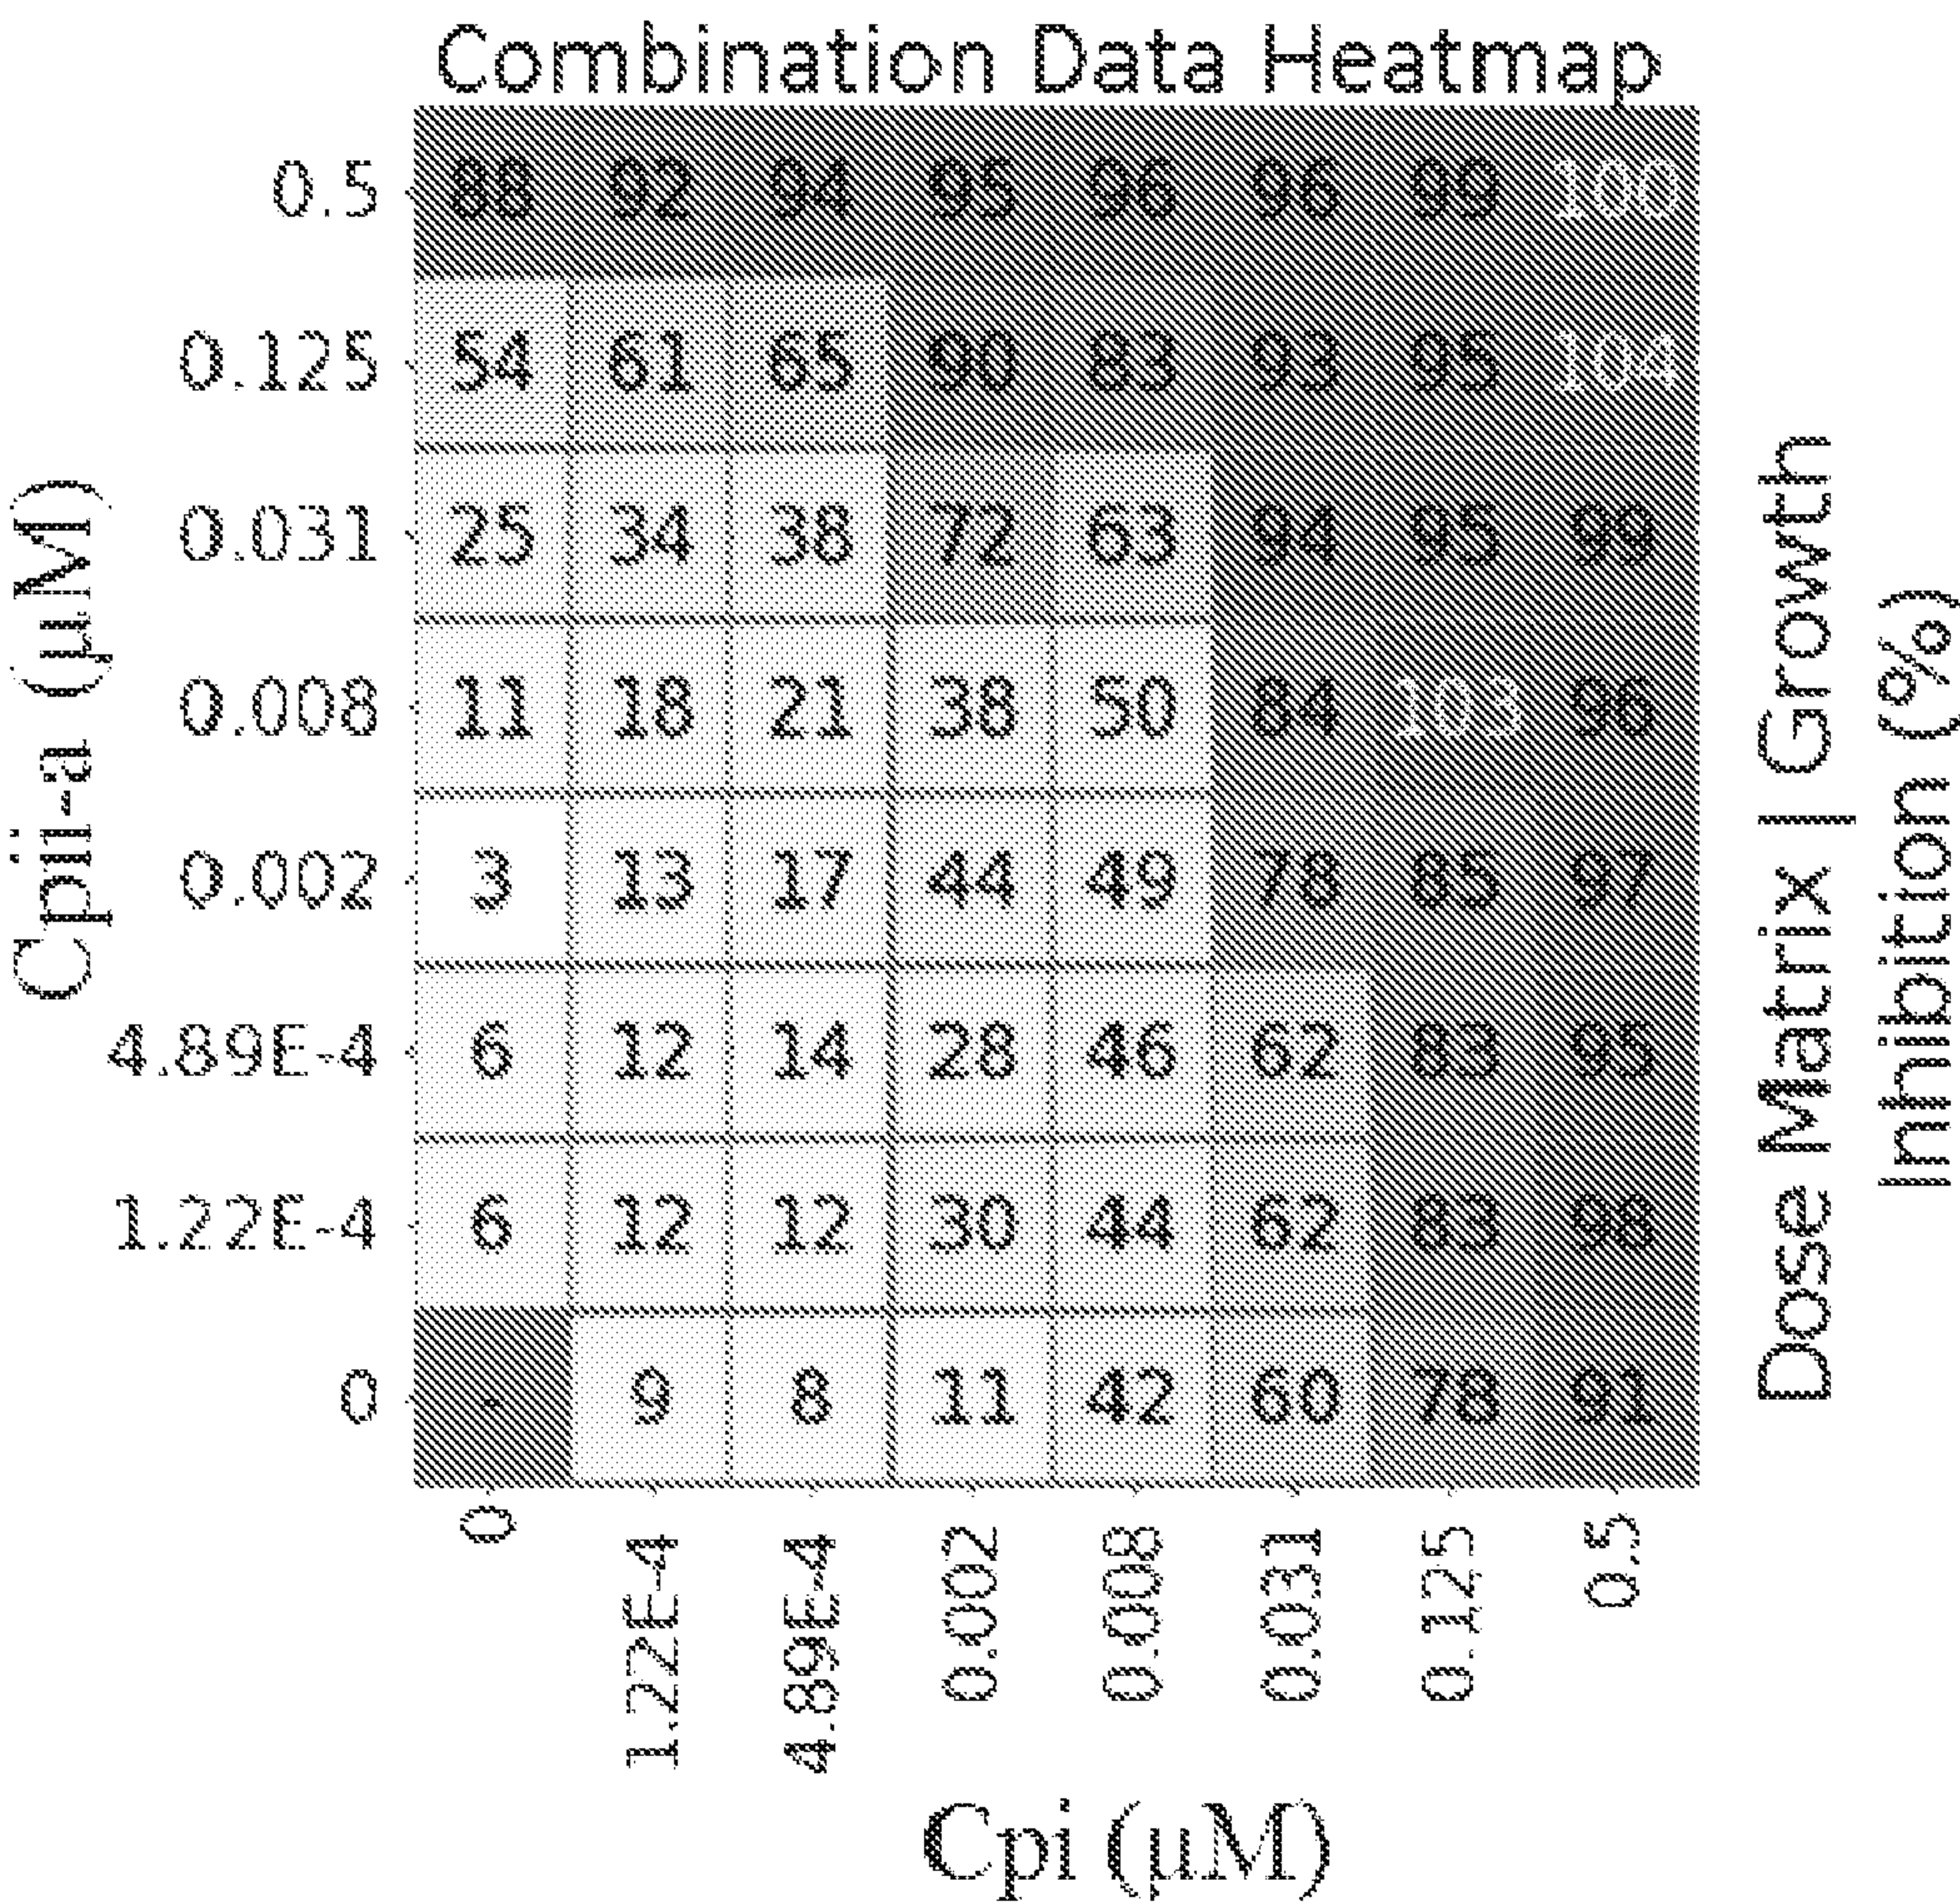 Combination Data Heatmap
0.5 88 92 94 95 96 96 99 100
0.125 54 61 65 90 83 93 95 104
0.031 25 34 38 72 63 94 95 99
0.008 11 18 21 38 50 84 103 96
0.002 3 13 17 44 49 78 85 97
4.89E-4 6 12 14 28 46 62 83 95
1.22E-4 6 12 12 30 44 62 83 98
0 - 9 8 11 42 60 78 91
0 1.22E-4 4.89E-4 0.002 0.008 0.031 0.125 0.5
Cpi (μM)
Cpii-a (μM)
Dose Matrix | Growth
Inhibition (%)